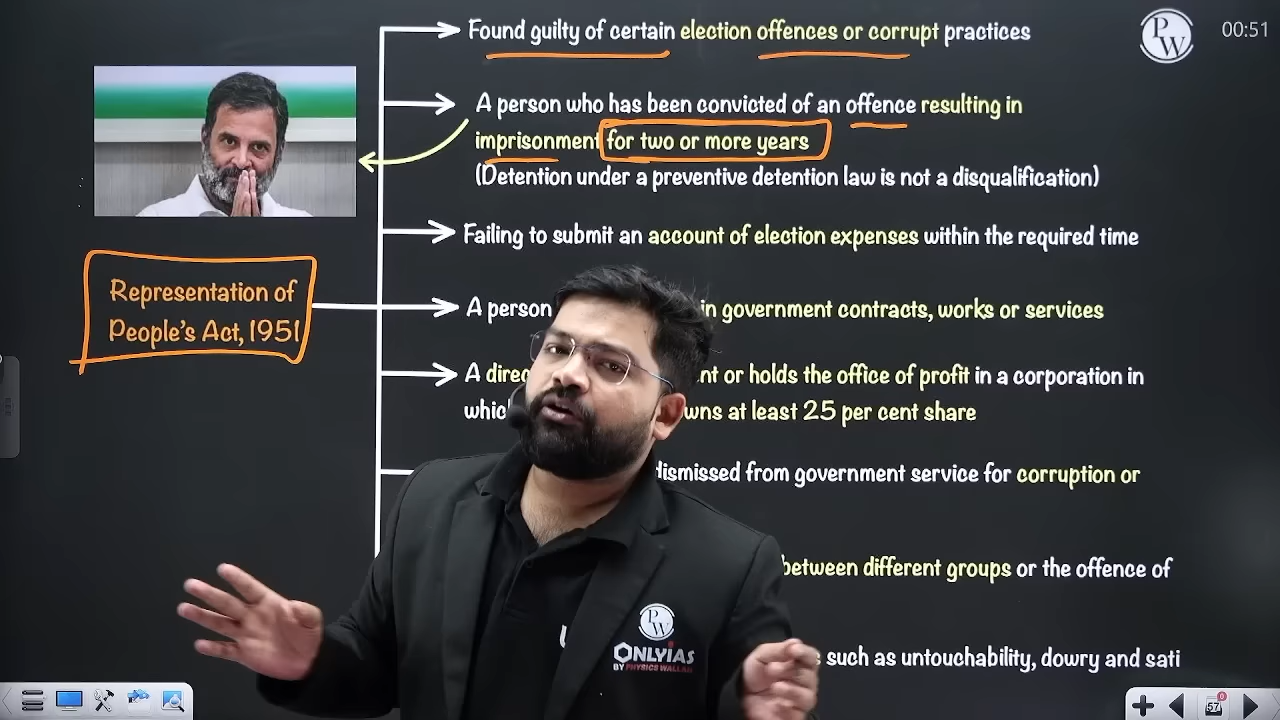 Found guilty of certain election offences or corrupt practices
PW
00:51
A person who has been convicted of an offence resulting in
imprisonment for two or more years
(Detention under a preventive detention law is not a disqualification)
Failing to submit an account of election expenses within the required time
Representation of
People's Act, 1951
A person in government contracts, works or services
A or holds the office of profit in a corporation in
at least 25 per cent share
dismissed from government service for corruption or
between different groups or the offence of
such as untouchability, dowry and sati
PW
ONLYIAS
BY PHYSICS WALLAH
57